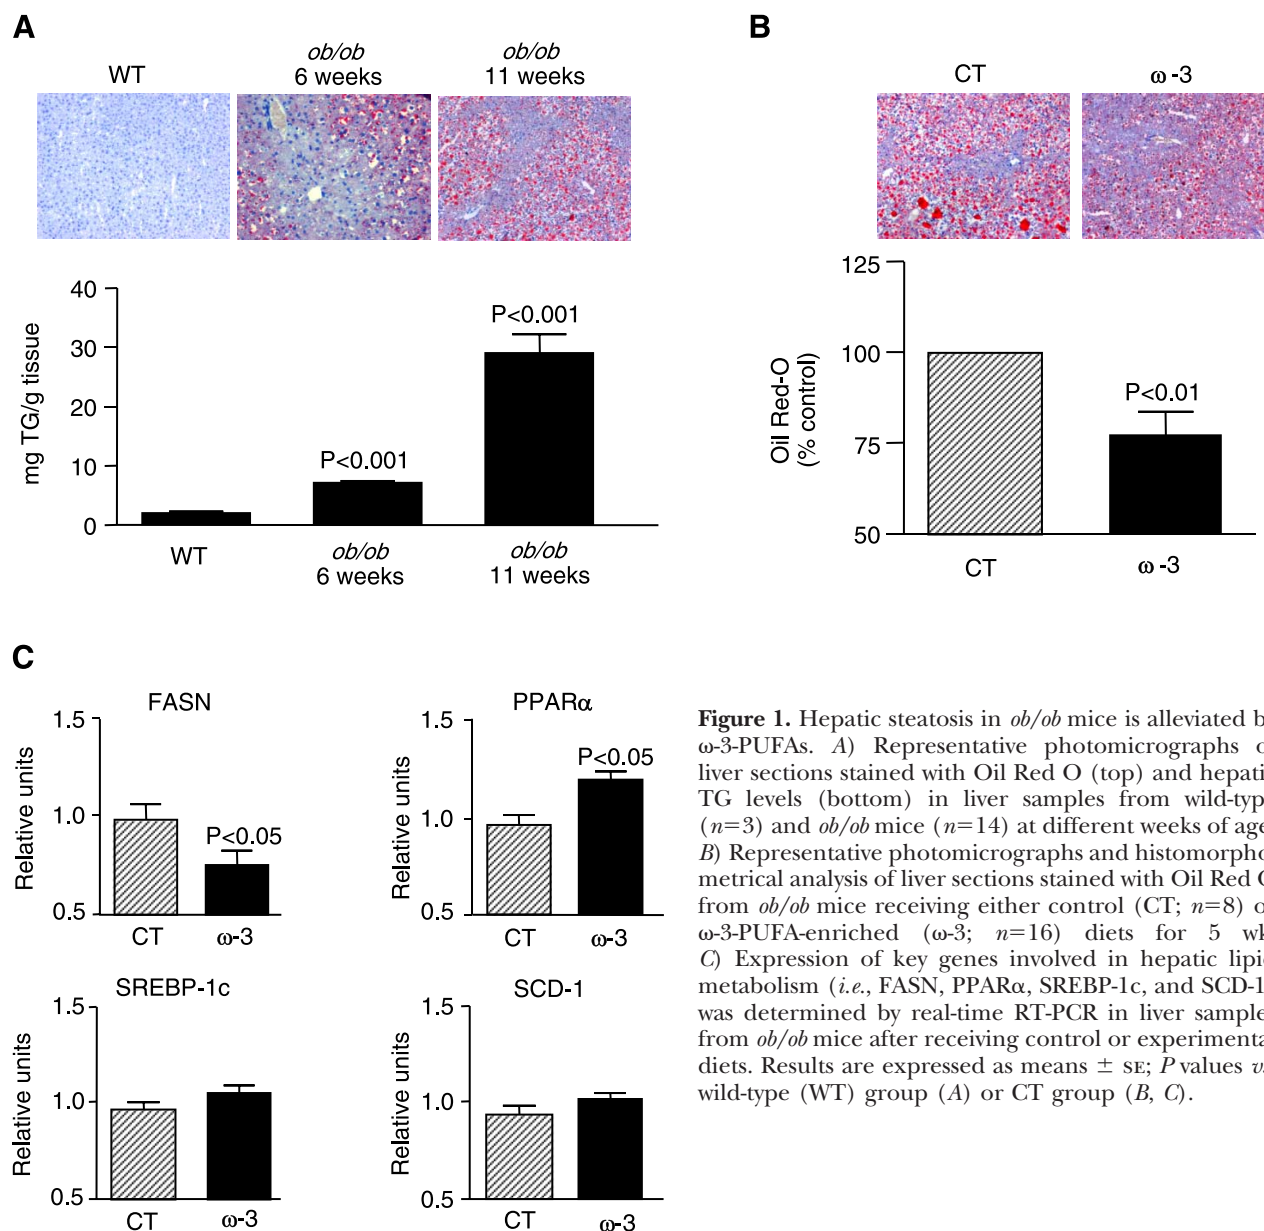 A
WT
ob/ob
6 weeks
ob/ob
11 weeks
mg TG/g tissue
40
30
20
10
0
P<0.001
P<0.001
WT
ob/ob
6 weeks
ob/ob
11 weeks
B
CT
ω-3
Oil Red-O
(% control)
125
100
75
50
P<0.01
CT
ω-3
C
FASN
Relative units
1.5
1.0
0.5
P<0.05
CT
ω-3
PPARα
Relative units
1.5
1.0
0.5
P<0.05
CT
ω-3
SREBP-1c
Relative units
1.5
1.0
0.5
CT
ω-3
SCD-1
Relative units
1.5
1.0
0.5
CT
ω-3
Figure 1. Hepatic steatosis in ob/ob mice is alleviated b
ω-3-PUFAs. A) Representative photomicrographs o
liver sections stained with Oil Red O (top) and hepati
TG levels (bottom) in liver samples from wild-typ
(n=3) and ob/ob mice (n=14) at different weeks of age
B) Representative photomicrographs and histomorpho
metrical analysis of liver sections stained with Oil Red O
from ob/ob mice receiving either control (CT; n=8) o
ω-3-PUFA-enriched (ω-3; n=16) diets for 5 wk
C) Expression of key genes involved in hepatic lipi
metabolism (i.e., FASN, PPARα, SREBP-1c, and SCD-1
was determined by real-time RT-PCR in liver sample
from ob/ob mice after receiving control or experimenta
diets. Results are expressed as means ± SE; P values v
wild-type (WT) group (A) or CT group (B, C).